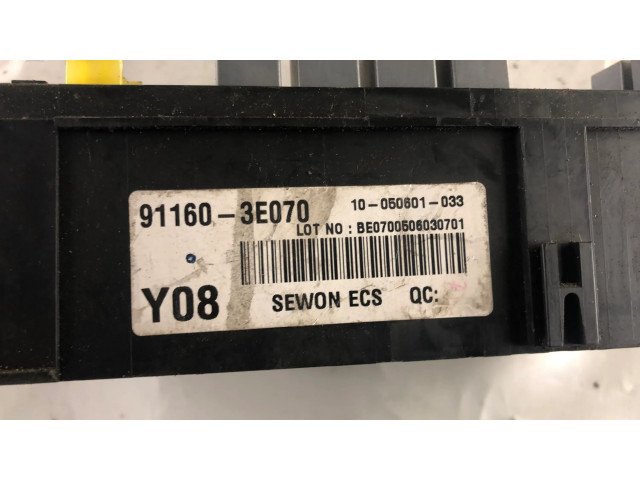 91160-3E070 10-050601-033
LOT NO : BE0700506030701
Y08 SEWON ECS QC: